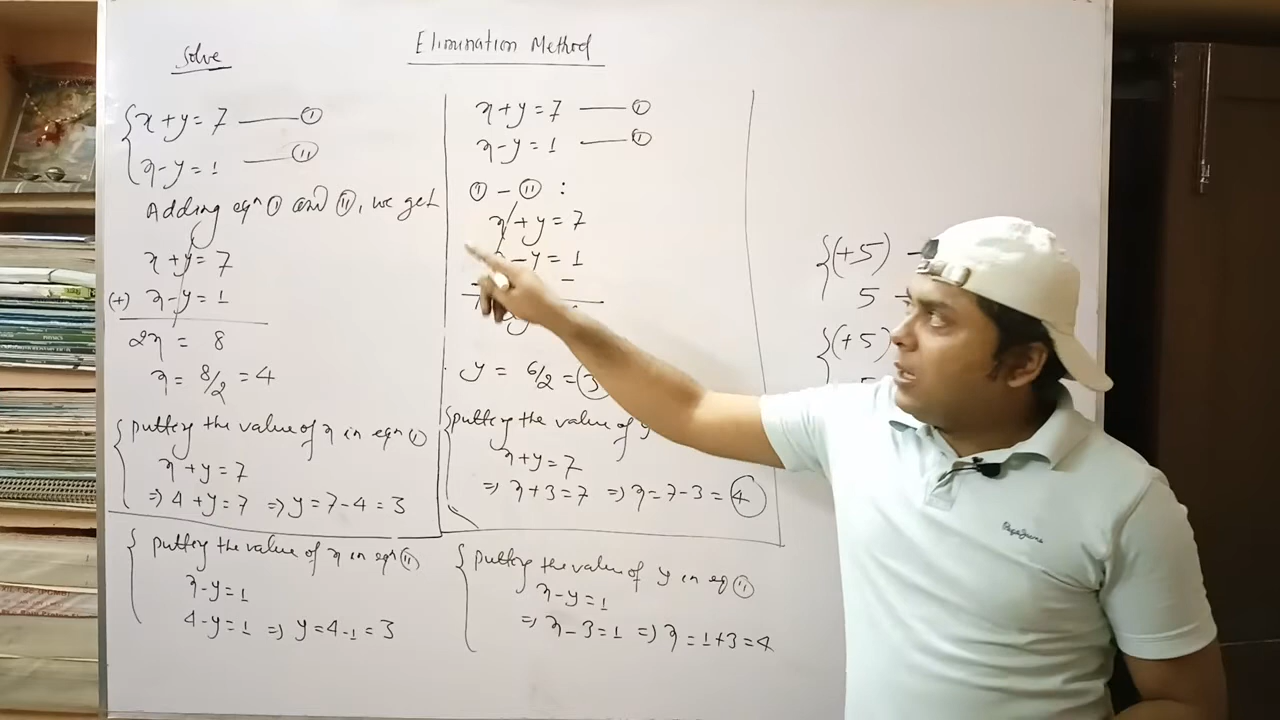 Solve
Elimination Method
x+y=7 —— Ⓘ
x-y=1 —— Ⓘⓘ
Adding eqn Ⓘ and Ⓘⓘ, we get
x+y=7
(+) x-y=1
2x = 8
x = 8/2 = 4
putting the value of x in eqn Ⓘ
x+y=7
⇒ 4+y=7 ⇒ y=7-4=3
putting the value of x in eqn Ⓘⓘ
x-y=1
4-y=1 ⇒ y=4-1=3
x+y=7 —— Ⓘ
x-y=1 —— Ⓘ
Ⓘ - Ⓘⓘ :
x+y=7
-y=1
y = 6/2 = 3
putting the value of y
x+y=7
⇒ x+3=7 ⇒ x=7-3=4
putting the value of y in eq Ⓘⓘ
x-y=1
⇒ x-3=1 ⇒ x=1+3=4
(+5) -
5
(+5)
PepeJeans